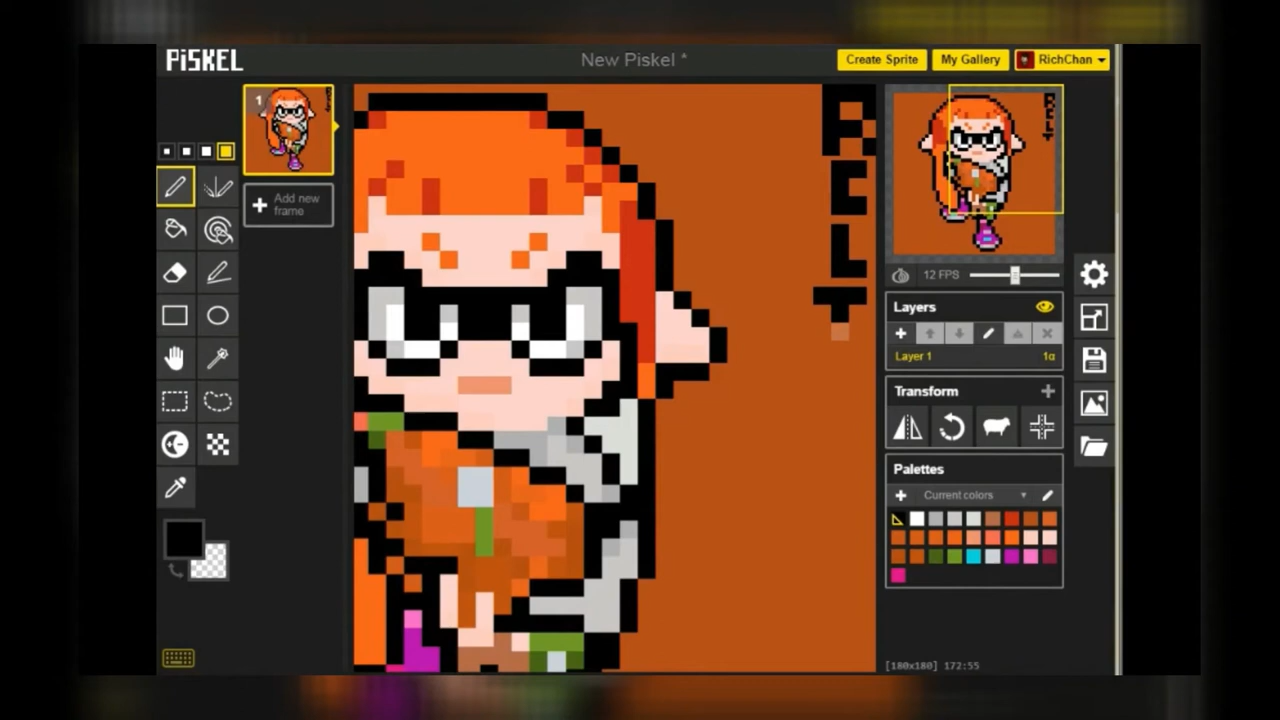 PiSKEL
New Piskel *
Create Sprite
My Gallery
RichChan
1
Add new
frame
R
E
L
T
12 FPS
Layers
Layer 1
1α
Transform
Palettes
Current colors
[180x180] 172:55